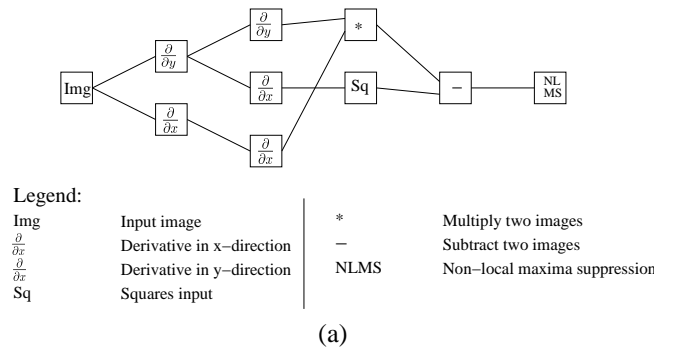 ∂/∂y
*
∂/∂y
Img
∂/∂x
Sq
−
NL
MS
∂/∂x
∂/∂x
Legend:
Img Input image
∂/∂x Derivative in x−direction
∂/∂x Derivative in y−direction
Sq Squares input
* Multiply two images
− Subtract two images
NLMS Non−local maxima suppression
(a)